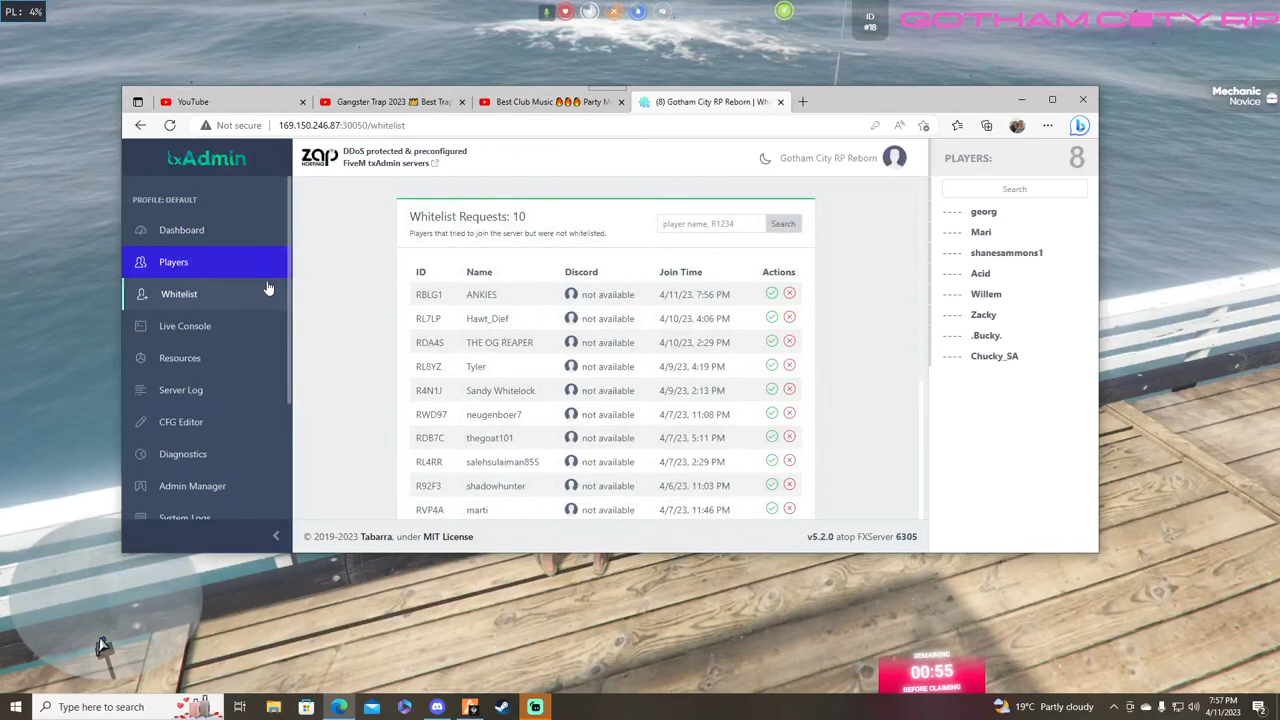 PL: 4%
ID
#18
GOTHAM CITY RP
Mechanic
Novice
YouTube
Gangster Trap 2023 👑 Best Trap
Best Club Music 🔥🔥🔥 Party M
(8) Gotham City RP Reborn | Wh
Not secure
169.150.246.87:30050/whitelist
txAdmin
ZAP
HOSTING
DDoS protected & preconfigured
FiveM txAdmin servers
Gotham City RP Reborn
PROFILE: DEFAULT
Dashboard
Players
Whitelist
Live Console
Resources
Server Log
CFG Editor
Diagnostics
Admin Manager
System Logs
Whitelist Requests: 10
Players that tried to join the server but were not whitelisted.
player name, R1234
Search
ID Name Discord Join Time Actions
RBLG1 ANKIES not available 4/11/23, 7:56 PM
RL7LP Hawt_Dief not available 4/10/23, 4:06 PM
RDA4S THE OG REAPER not available 4/10/23, 2:29 PM
RL8YZ Tyler not available 4/9/23, 4:19 PM
R4N1J Sandy Whitelock not available 4/9/23, 2:13 PM
RWD97 neugenboer7 not available 4/7/23, 11:08 PM
RDB7C thegoat101 not available 4/7/23, 5:11 PM
RL4RR salehsulaiman855 not available 4/7/23, 2:29 PM
R92F3 shadowhunter not available 4/6/23, 11:03 PM
RVP4A marti not available 4/7/23, 11:46 PM
© 2019-2023 Tabarra, under MIT License
v5.2.0 atop FXServer 6305
PLAYERS: 8
Search
---- georg
---- Mari
---- shanesammons1
---- Acid
---- Willem
---- Zacky
---- .Bucky.
---- Chucky_SA
REMAINING
00:55
BEFORE CLAIMING
Type here to search
19°C Partly cloudy
7:57 PM
4/11/2023